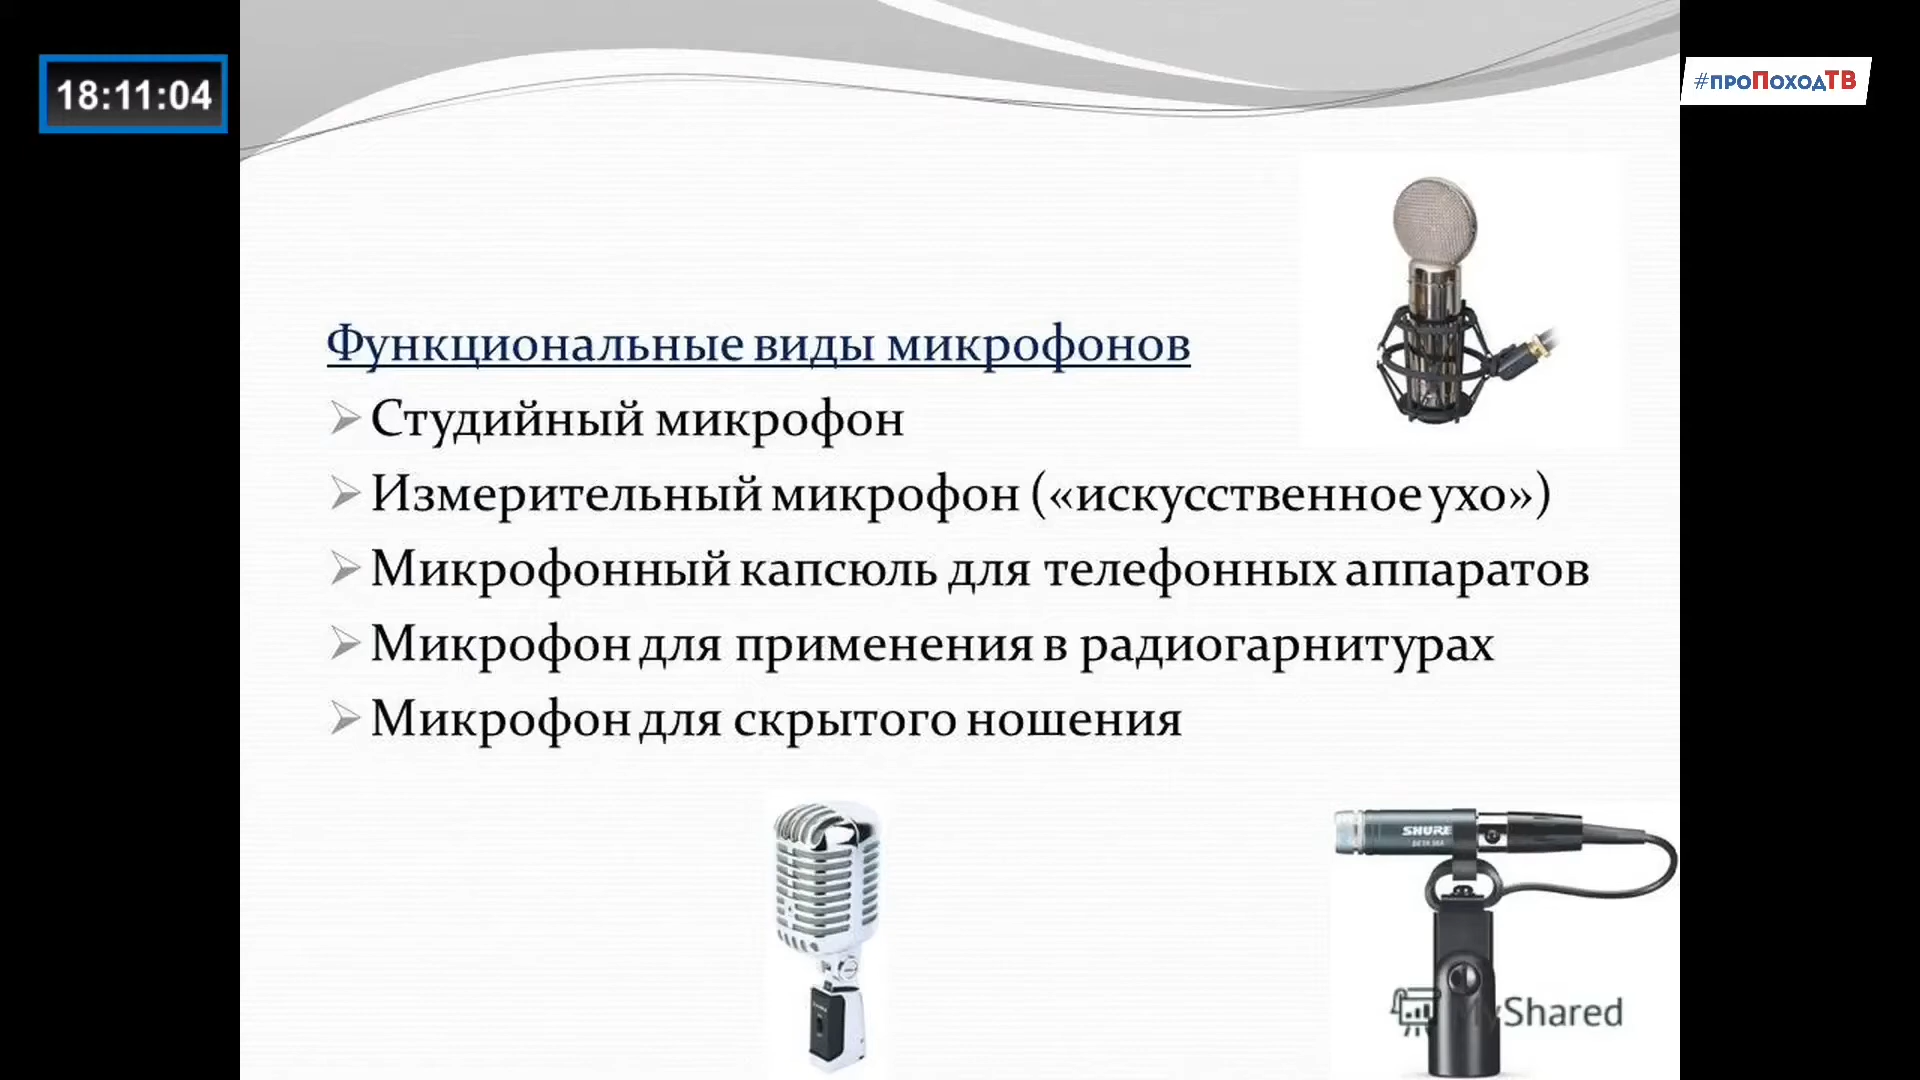 18:11:04
#проПоходТВ
Функциональные виды микрофонов
Студийный микрофон
Измерительный микрофон («искусственное ухо»)
Микрофонный капсюль для телефонных аппаратов
Микрофон для применения в радиогарнитурах
Микрофон для скрытого ношения
SHURE
MyShared